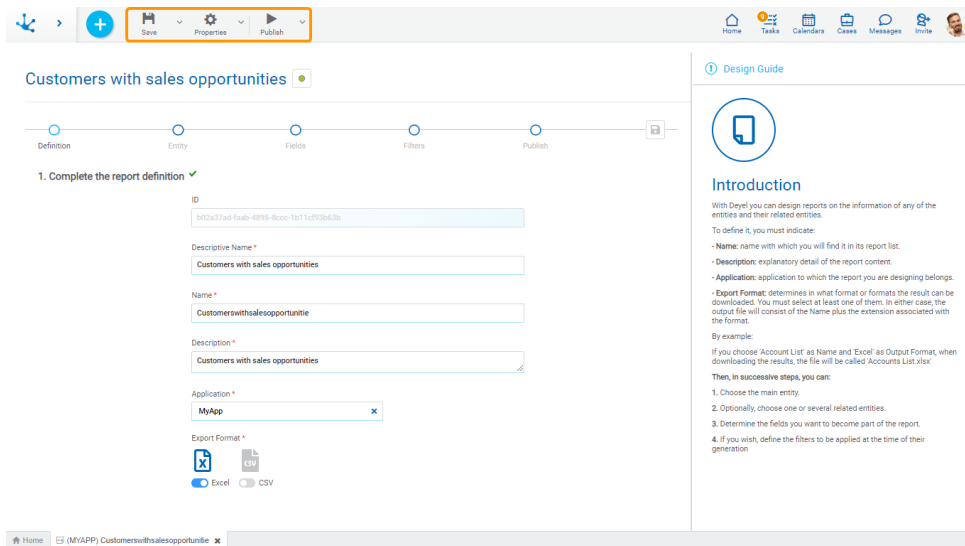 Save
Properties
Publish
Home
6
Tasks
Calendars
Cases
Messages
Invite
Customers with sales opportunities
Definition
Entity
Fields
Filters
Publish
1. Complete the report definition
ID
b02a37ad-faab-4895-8ccc-1b11cf93b63b
Descriptive Name *
Customers with sales opportunities
Name *
Customerswithsalesopportunitie
Description *
Customers with sales opportunities
Application *
MyApp
Export Format *
X
CSV
Excel
CSV
Design Guide
Introduction
With Deyel you can design reports on the information of any of the
entities and their related entities.
To define it, you must indicate:
- Name: name with which you will find it in its report list.
- Description: explanatory detail of the report content.
- Application: application to which the report you are designing belongs.
- Export Format: determines in what format or formats the result can be
downloaded. You must select at least one of them. In either case, the
output file will consist of the Name plus the extension associated with
the format.
By example:
If you choose 'Account List' as Name and 'Excel' as Output Format, when
downloading the results, the file will be called 'Accounts List.xlsx'
Then, in successive steps, you can:
1. Choose the main entity.
2. Optionally, choose one or several related entities.
3. Determine the fields you want to become part of the report.
4. If you wish, define the filters to be applied at the time of their
generation
Home
(MYAPP) Customerswithsalesopportunitie